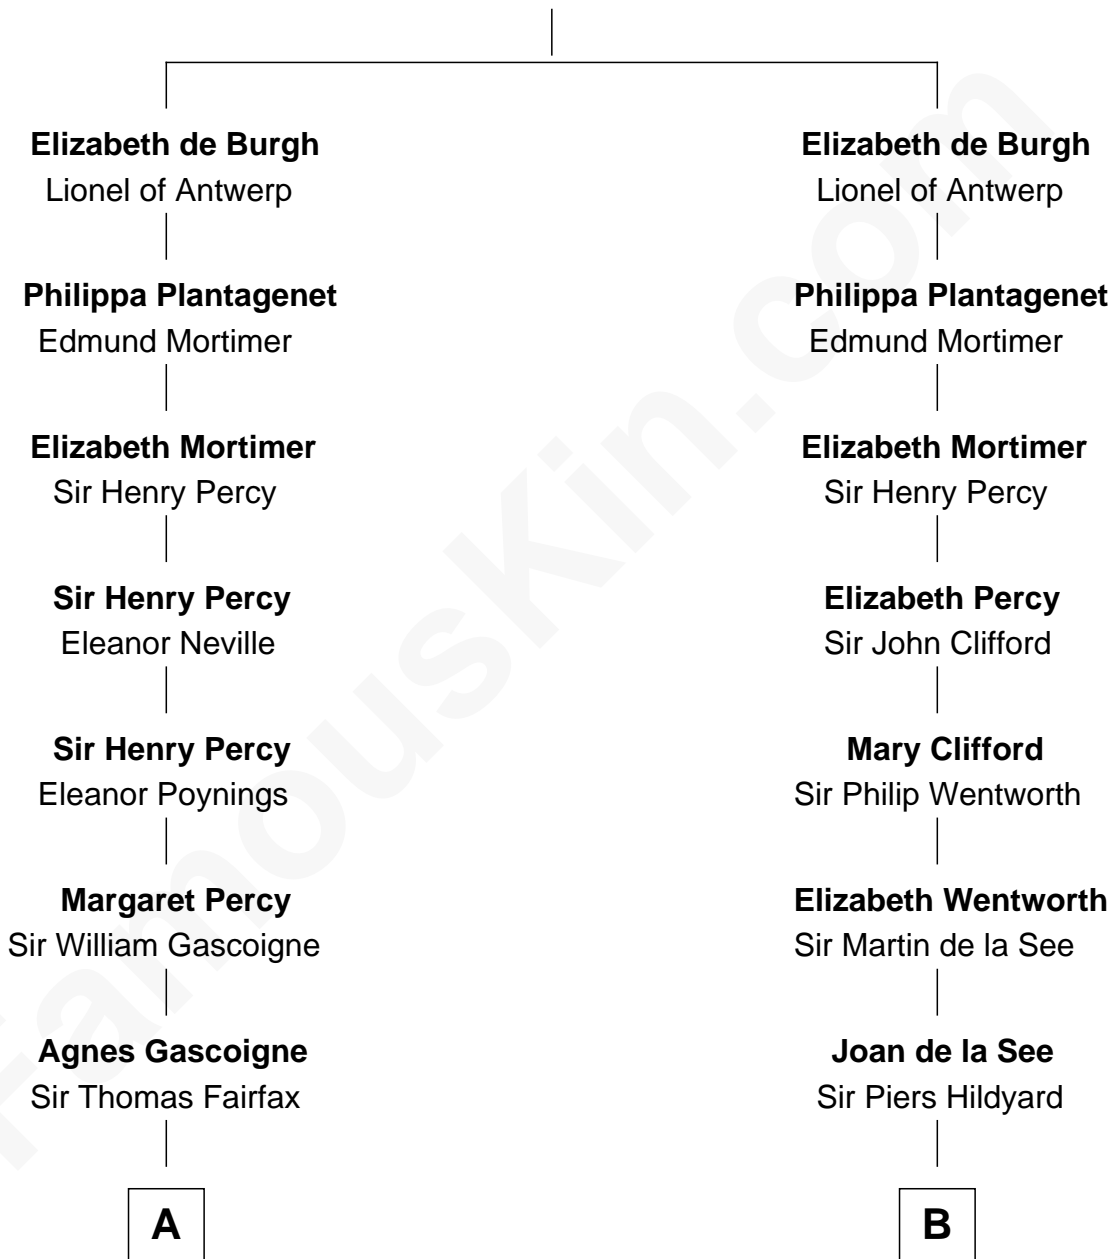 Elizabeth de Burgh
Lionel of Antwerp
Philippa Plantagenet
Edmund Mortimer
Elizabeth Mortimer
Sir Henry Percy
Sir Henry Percy
Eleanor Neville
Sir Henry Percy
Eleanor Poynings
Margaret Percy
Sir William Gascoigne
Agnes Gascoigne
Sir Thomas Fairfax
A
Elizabeth de Burgh
Lionel of Antwerp
Philippa Plantagenet
Edmund Mortimer
Elizabeth Mortimer
Sir Henry Percy
Elizabeth Percy
Sir John Clifford
Mary Clifford
Sir Philip Wentworth
Elizabeth Wentworth
Sir Martin de la See
Joan de la See
Sir Piers Hildyard
B
FamousKin.com